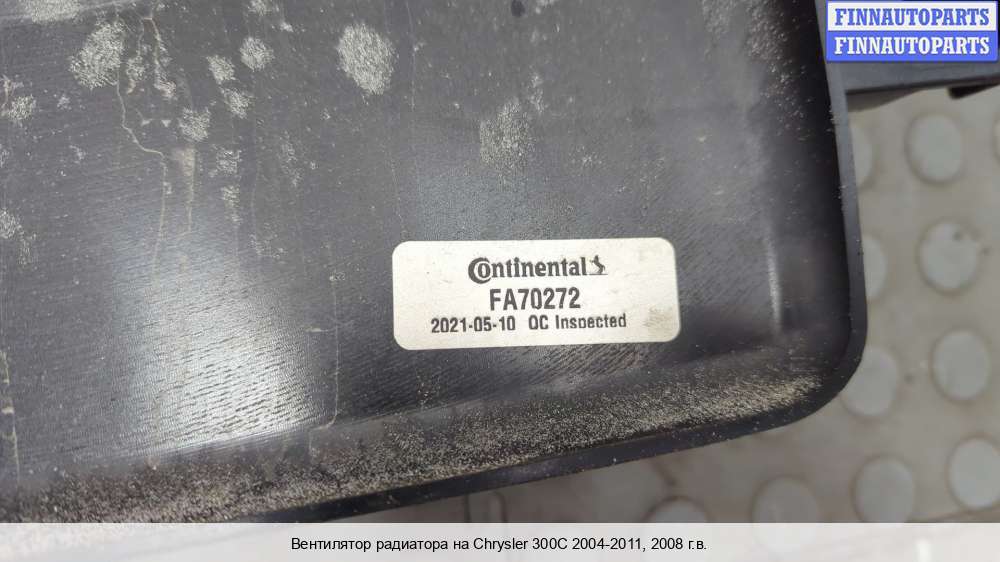 FINNAUTOPARTS
FINNAUTOPARTS
Continental
FA70272
2021-05-10 QC Inspected
Вентилятор радиатора на Chrysler 300C 2004-2011, 2008 г.в.